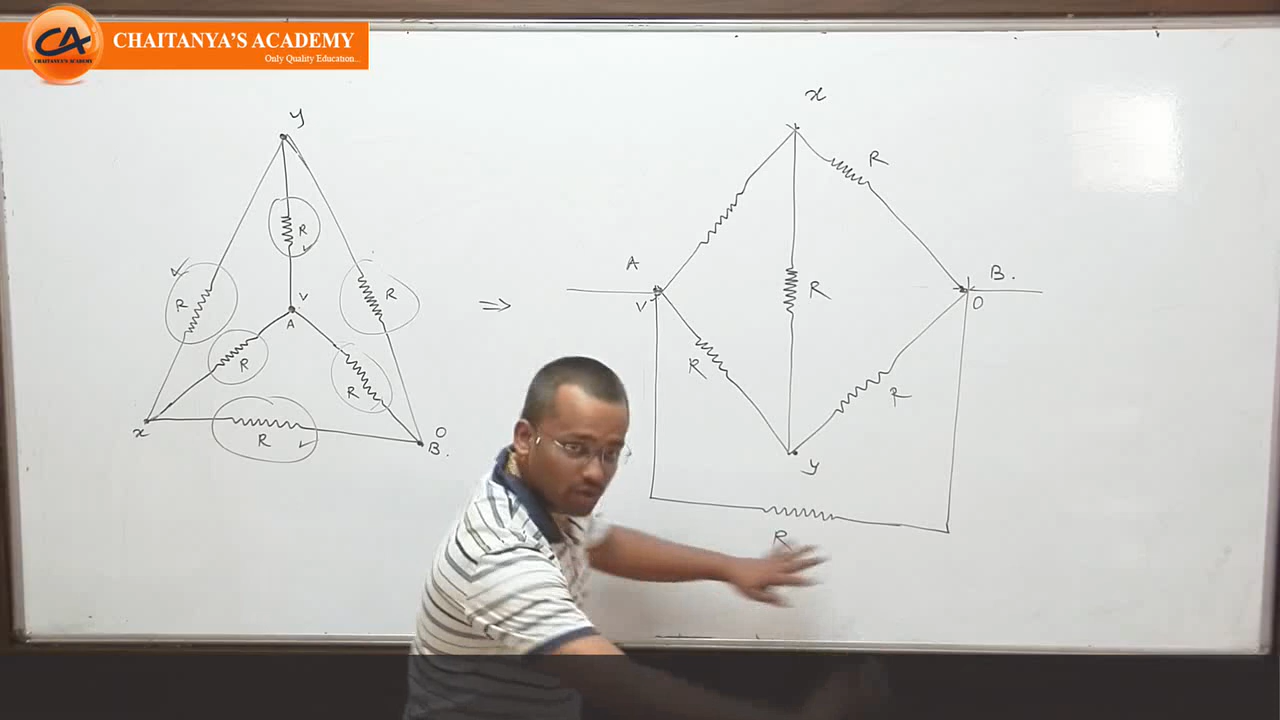 CA
CHAITANYA'S ACADEMY
CHAITANYA'S ACADEMY
Only Quality Education...
y
R
R
R
V
A
R
R
R
x
O
B.
⇒
x
R
A
B.
V
O
R
R
R
y
R